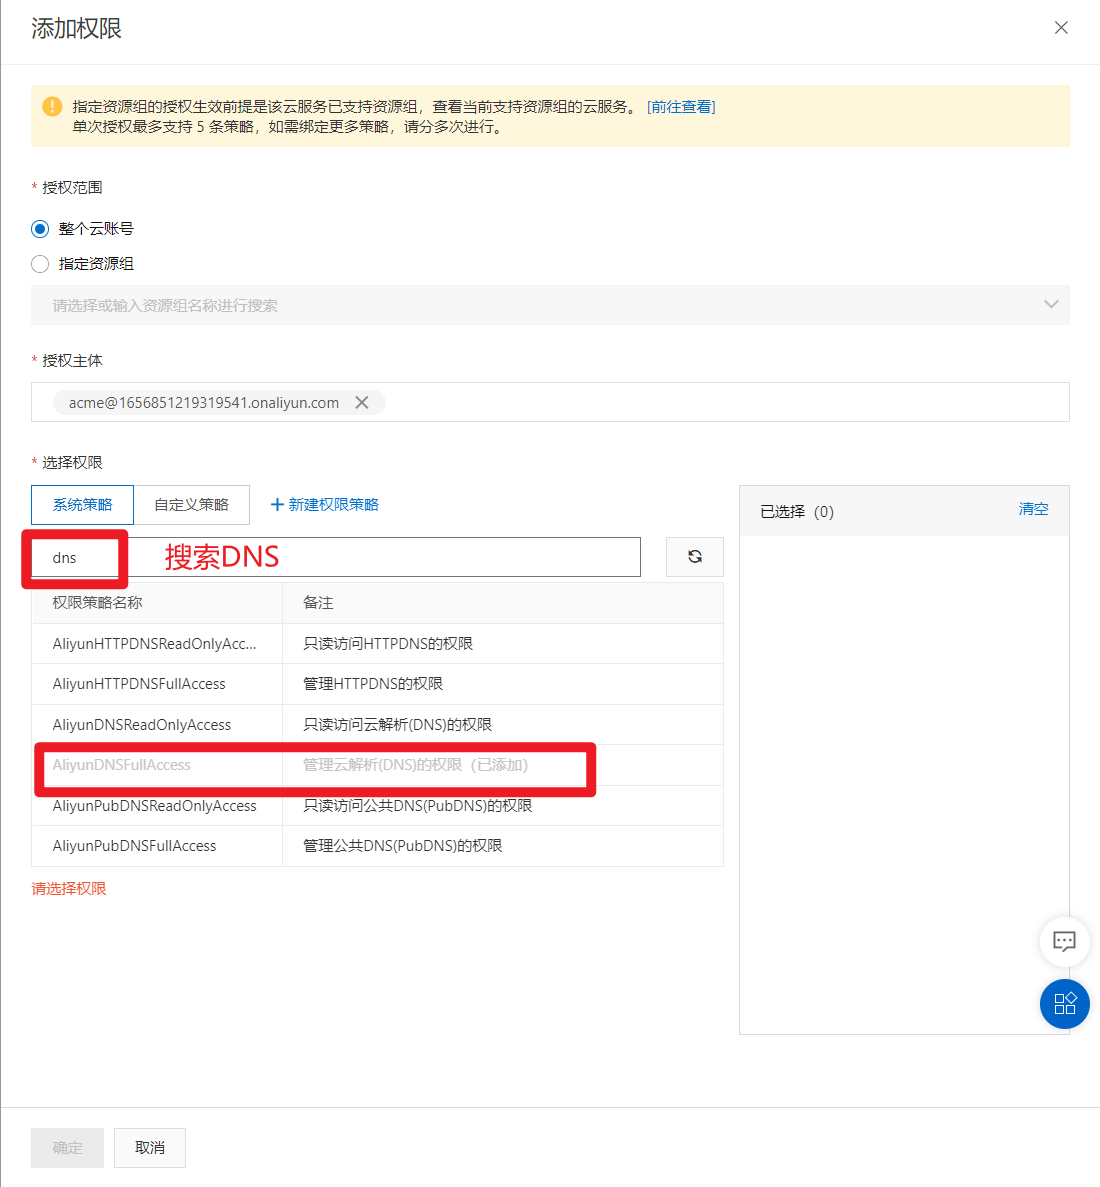 添加权限
指定资源组的授权生效前提是该云服务已支持资源组，查看当前支持资源组的云服务。 [前往查看]
单次授权最多支持 5 条策略，如需绑定更多策略，请分多次进行。
* 授权范围
整个云账号
指定资源组
请选择或输入资源组名称进行搜索
* 授权主体
acme@1656851219319541.onaliyun.com
* 选择权限
系统策略 自定义策略 + 新建权限策略
已选择 (0) 清空
dns 搜索DNS
权限策略名称 备注
AliyunHTTPDNSReadOnlyAcc... 只读访问HTTPDNS的权限
AliyunHTTPDNSFullAccess 管理HTTPDNS的权限
AliyunDNSReadOnlyAccess 只读访问云解析(DNS)的权限
AliyunDNSFullAccess 管理云解析(DNS)的权限（已添加）
AliyunPubDNSReadOnlyAccess 只读访问公共DNS(PubDNS)的权限
AliyunPubDNSFullAccess 管理公共DNS(PubDNS)的权限
请选择权限
确定 取消